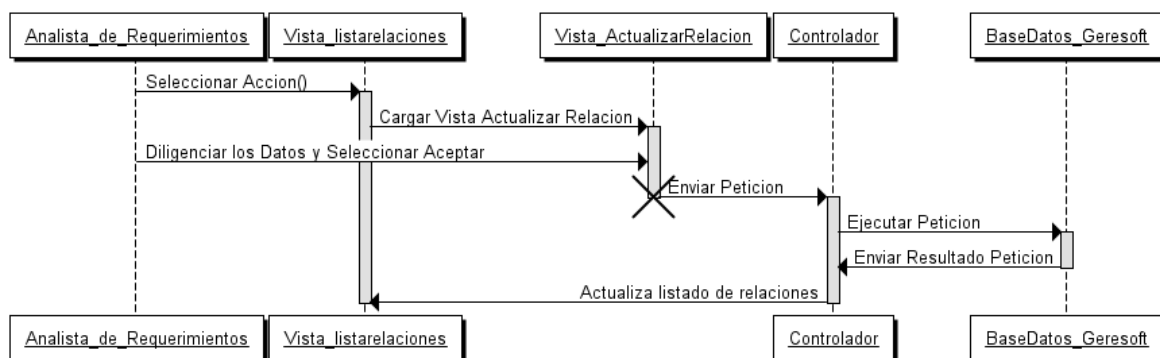 Analista_de_Requerimientos
Vista_listarelaciones
Vista_ActualizarRelacion
Controlador
BaseDatos_Geresoft
Seleccionar Accion()
Cargar Vista Actualizar Relacion
Diligenciar los Datos y Seleccionar Aceptar
Enviar Peticion
Ejecutar Peticion
Enviar Resultado Peticion
Actualiza listado de relaciones
Analista_de_Requerimientos
Vista_listarelaciones
Controlador
BaseDatos_Geresoft